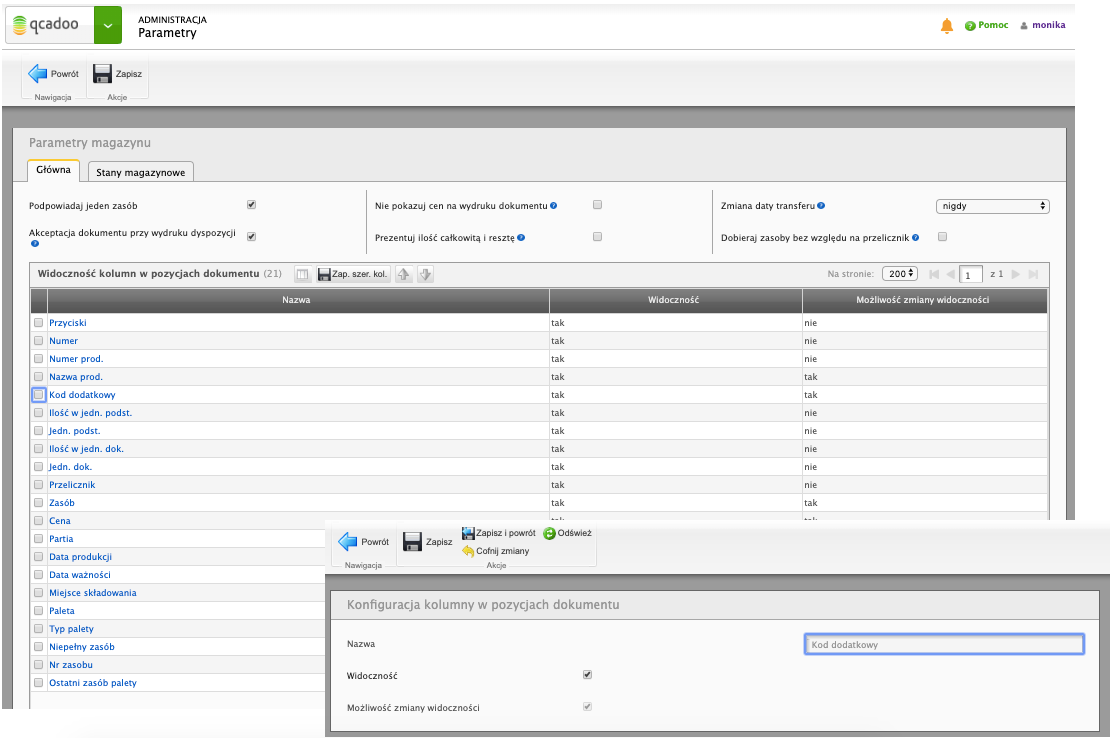 qcadoo
ADMINISTRACJA
Parametry
Pomoc
monika
Powrót
Zapisz
Nawigacja
Akcje
Parametry magazynu
Główna
Stany magazynowe
Podpowiadaj jeden zasób
Nie pokazuj cen na wydruku dokumentu
Zmiana daty transferu
nigdy
Akceptacja dokumentu przy wydruku dyspozycji
Prezentuj ilość całkowitą i resztę
Dobieraj zasoby bez względu na przelicznik
Widoczność kolumn w pozycjach dokumentu (21)
Zap. szer. kol.
Na stronie: 200
1 z 1
Nazwa Widoczność Możliwość zmiany widoczności
Przyciski tak nie
Numer tak nie
Numer prod. tak nie
Nazwa prod. tak tak
Kod dodatkowy tak tak
Ilość w jedn. podst. tak nie
Jedn. podst. tak nie
Ilość w jedn. dok. tak nie
Jedn. dok. tak nie
Przelicznik tak nie
Zasób tak tak
Cena
Partia
Data produkcji
Data ważności
Miejsce składowania
Paleta
Typ palety
Niepełny zasób
Nr zasobu
Ostatni zasób palety
Powrót
Zapisz
Zapisz i powrót
Odśwież
Cofnij zmiany
Nawigacja
Akcje
Konfiguracja kolumny w pozycjach dokumentu
Nazwa
Kod dodatkowy
Widoczność
Możliwość zmiany widoczności